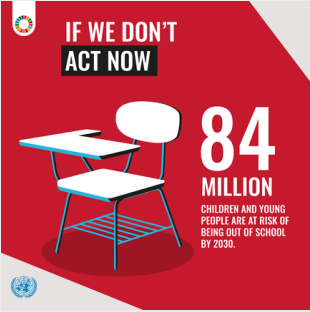 IF WE DON'T
ACT NOW
84
MILLION
CHILDREN AND YOUNG
PEOPLE ARE AT RISK OF
BEING OUT OF SCHOOL
BY 2030.